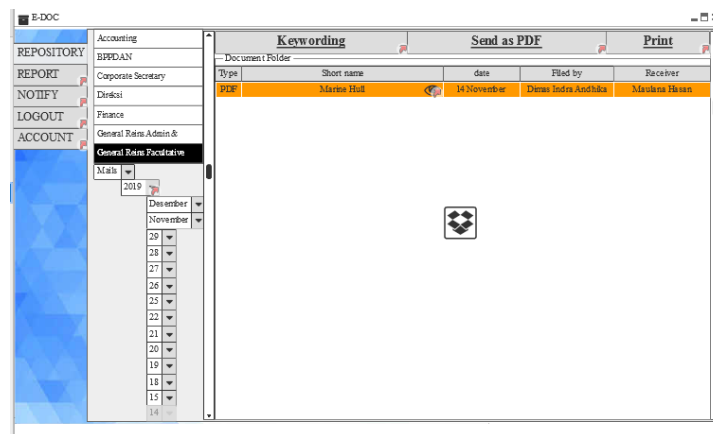 E-DOC
REPOSITORY
REPORT
NOTIFY
LOGOUT
ACCOUNT
Accounting
BPPDAN
Corporate Secretary
Direksi
Finance
General Reins Admin &
General Reins Facultative
Mails
2019
Desember
November
29
28
27
26
25
22
21
20
19
18
15
14
Keywording Send as PDF Print
Document Folder
Type Short name date Filed by Receiver
PDF Marine Hull 14 November Dimas Indra Andhika Maulana Hasan